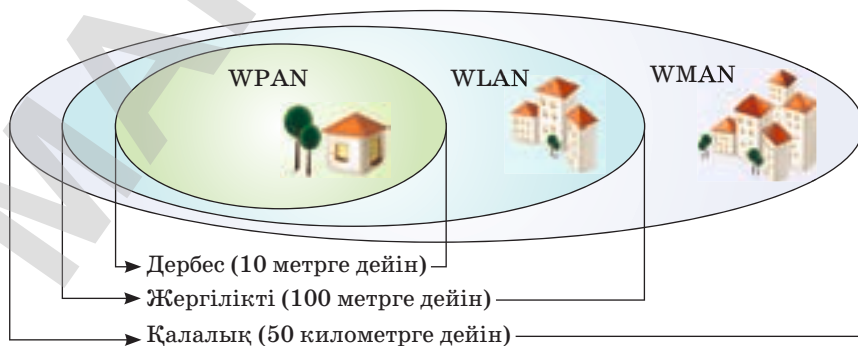 WPAN WLAN WMAN
Дербес (10 метрге дейін)
Жергілікті (100 метрге дейін)
Қалалық (50 километрге дейін)